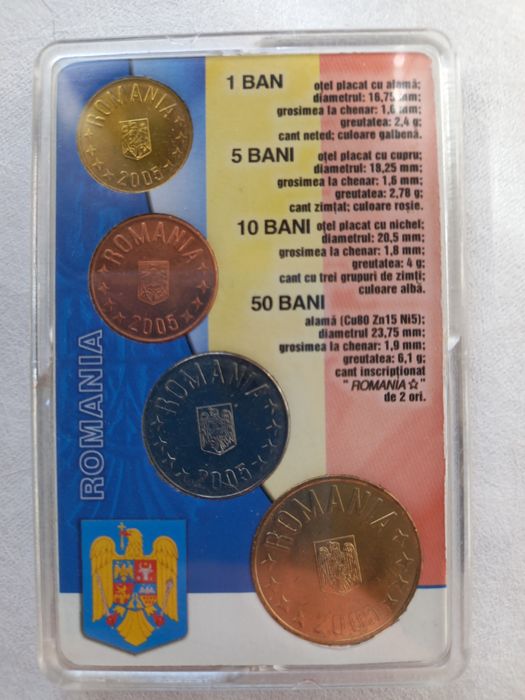 1 BAN oțel placat cu alamă;
diametrul: 16,75 mm;
grosimea la chenar: 1,6 mm;
greutatea: 2,4 g;
cant neted; culoare galbenă.
5 BANI oțel placat cu cupru;
diametrul: 18,25 mm;
grosimea la chenar: 1,6 mm;
greutatea: 2,78 g;
cant zimțat; culoare roșie.
10 BANI oțel placat cu nichel;
diametrul: 20,5 mm;
grosimea la chenar: 1,8 mm;
greutatea: 4 g;
cant cu trei grupuri de zimți;
culoare albă.
50 BANI
alamă (Cu80 Zn15 Ni5);
diametrul 23,75 mm;
grosimea la chenar: 1,9 mm;
greutatea: 6,1 g;
cant inscripționat
" ROMANIA☆"
de 2 ori.
ROMANIA
2005
ROMANIA
2005
ROMANIA
2005
ROMANIA
2005
ROMANIA